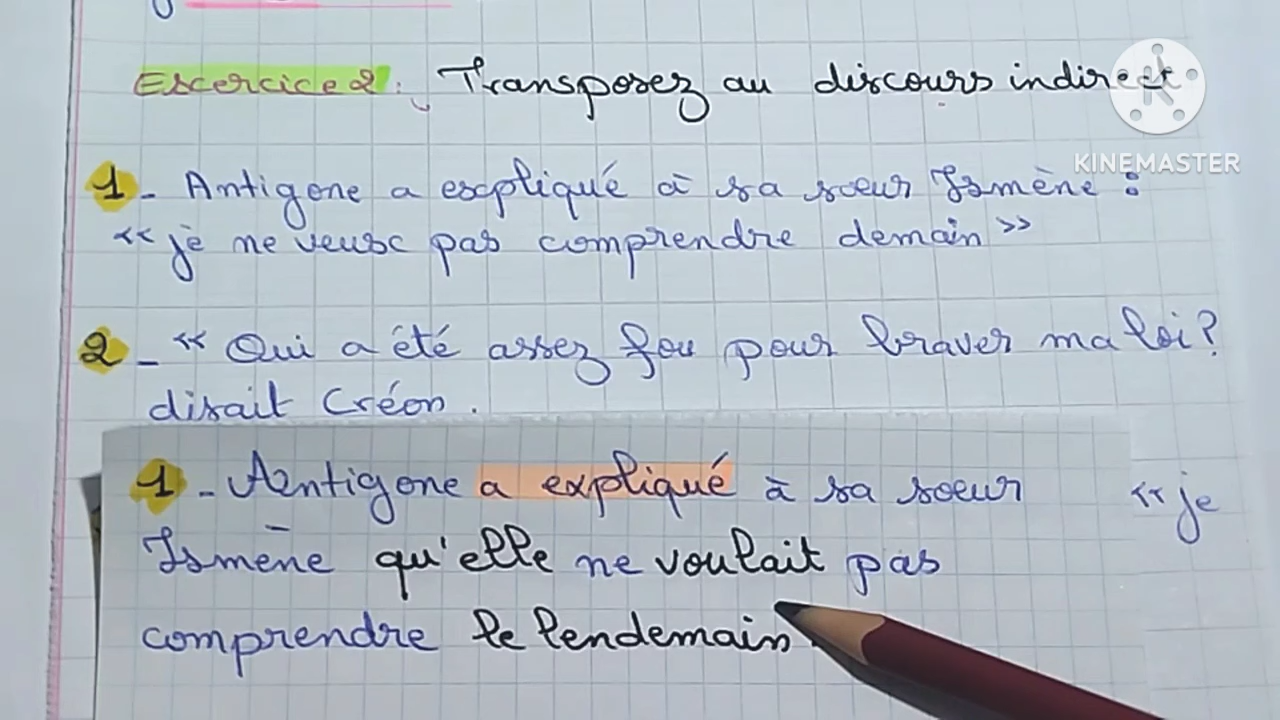 Exercice 2 : Transposez au discours indirect
KINEMASTER
1 - Antigone a expliqué à sa sœur Ismène :
« je ne veux pas comprendre demain »
2 - « Qui a été assez fou pour braver ma loi ?
disait Créon .
1 - Antigone a expliqué à sa soeur
« je
Ismène qu'elle ne voulait pas
comprendre le lendemain.